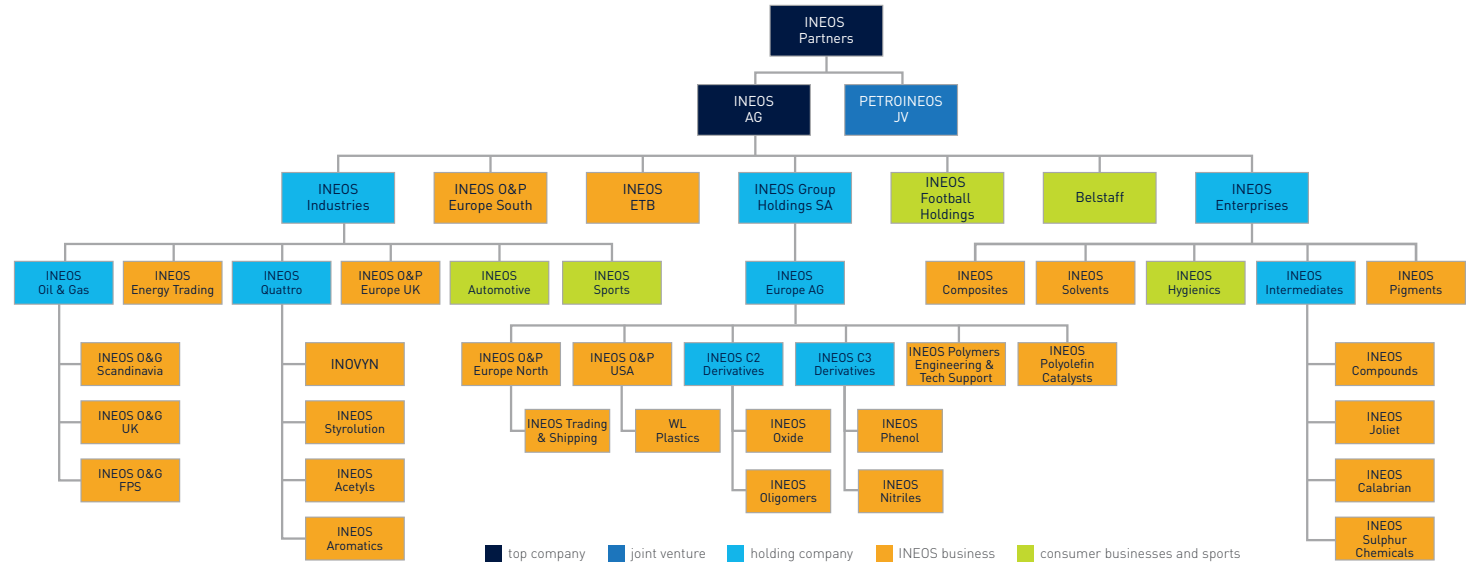 INEOS
Partners
INEOS
AG
PETROINEOS
JV
INEOS
Industries
INEOS O&P
Europe South
INEOS
ETB
INEOS Group
Holdings SA
INEOS
Football
Holdings
Belstaff
INEOS
Enterprises
INEOS
Oil & Gas
INEOS
Energy Trading
INEOS
Quattro
INEOS O&P
Europe UK
INEOS
Automotive
INEOS
Sports
INEOS
Europe AG
INEOS
Composites
INEOS
Solvents
INEOS
Hygienics
INEOS
Intermediates
INEOS
Pigments
INEOS O&G
Scandinavia
INEOS O&G
UK
INEOS O&G
FPS
INOVYN
INEOS
Styrolution
INEOS
Acetyls
INEOS
Aromatics
INEOS O&P
Europe North
INEOS O&P
USA
INEOS C2
Derivatives
INEOS C3
Derivatives
INEOS Polymers
Engineering &
Tech Support
INEOS
Polyolefin
Catalysts
INEOS Trading
& Shipping
WL
Plastics
INEOS
Oxide
INEOS
Phenol
INEOS
Oligomers
INEOS
Nitriles
INEOS
Compounds
INEOS
Joliet
INEOS
Calabrian
INEOS
Sulphur
Chemicals
top company
joint venture
holding company
INEOS business
consumer businesses and sports